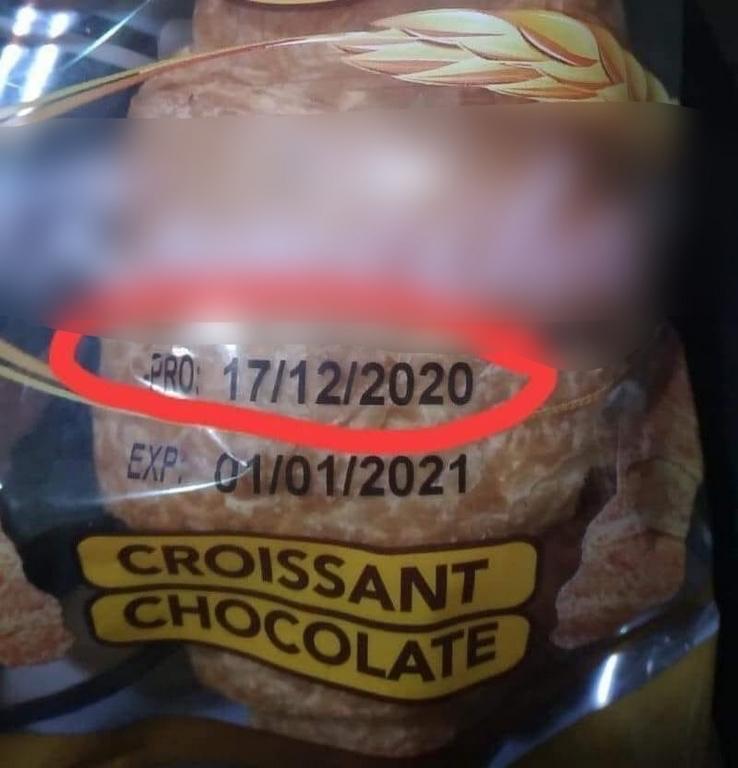 PRO: 17/12/2020
EXP: 01/01/2021
CROISSANT
CHOCOLATE